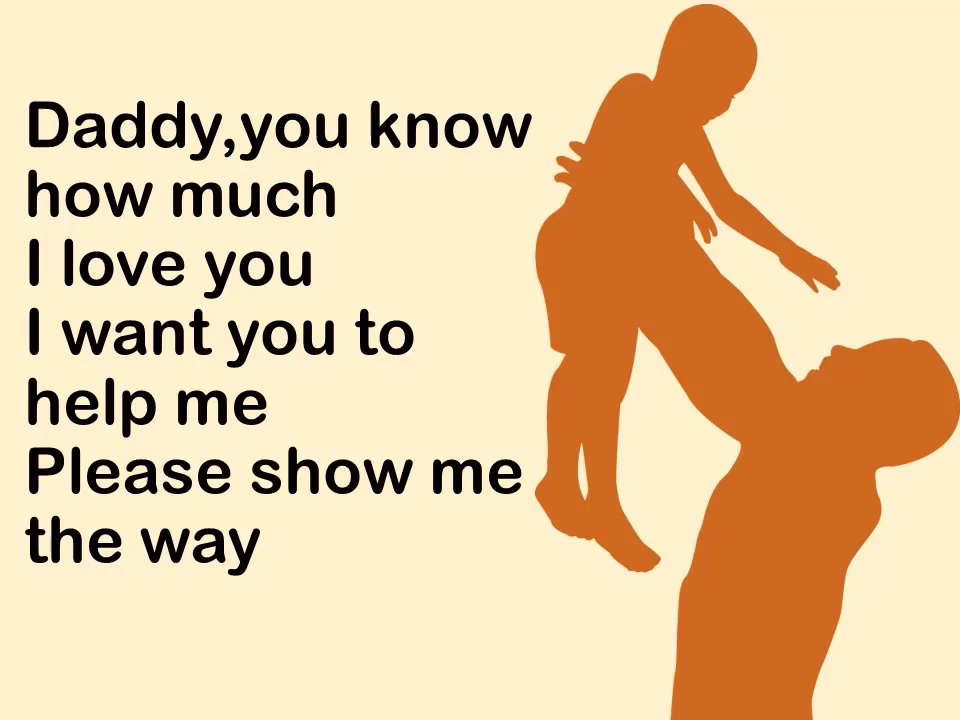 Daddy,you know
how much
I love you
I want you to
help me
Please show me
the way